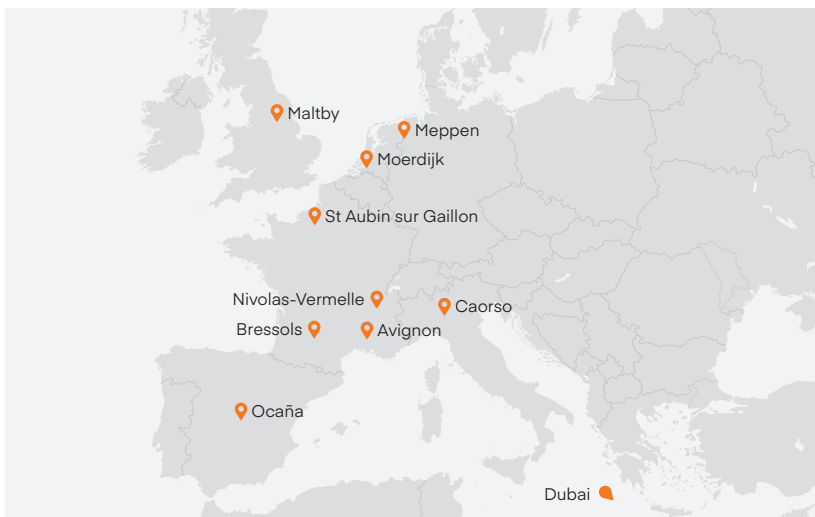 Maltby
Meppen
Moerdijk
St Aubin sur Gaillon
Nivolas-Vermelle
Caorso
Bressols
Avignon
Ocaña
Dubai